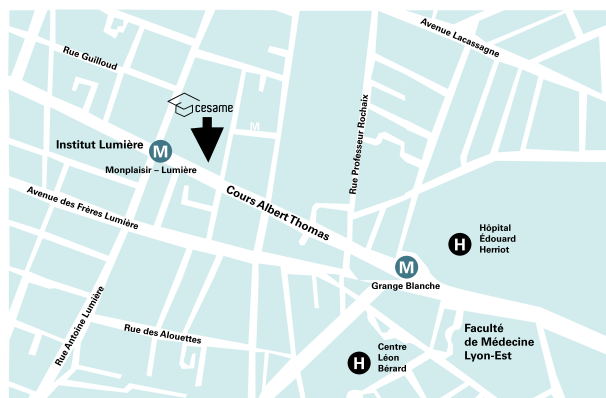 Avenue Lacassagne
Rue Guilloud
cesame
M
Rue Professeur Rochaix
Institut Lumière
M
Monplaisir – Lumière
Avenue des Frères Lumière
Cours Albert Thomas
H
Hôpital
Édouard
Herriot
M
Grange Blanche
Rue Antoine Lumière
Rue des Alouettes
Faculté
de Médecine
Lyon-Est
H
Centre
Léon
Bérard